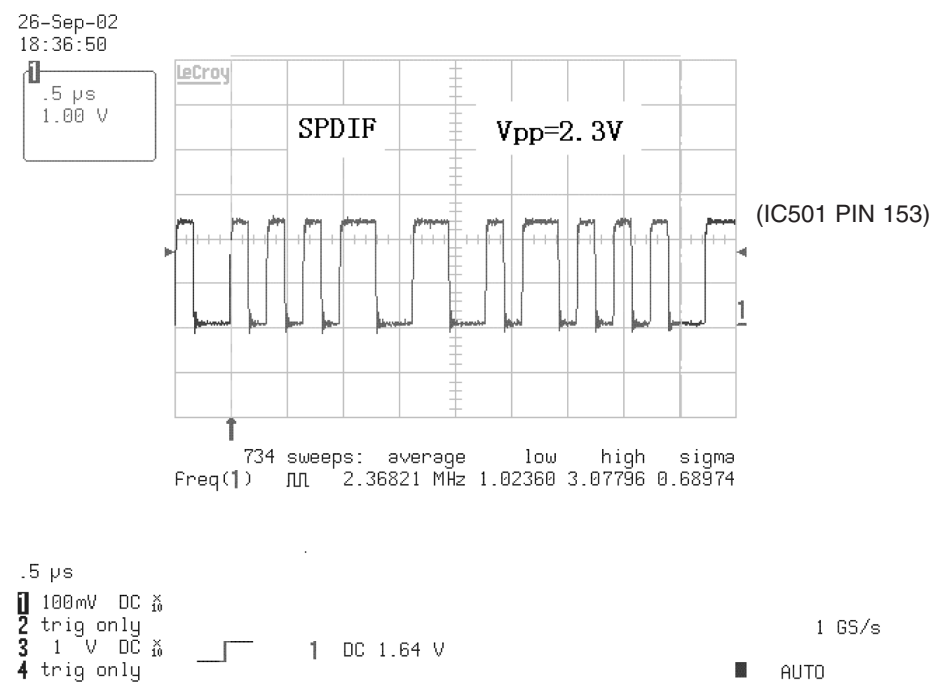 26-Sep-02
18:36:50
1
.5 µs
1.00 V
LeCroy
SPDIF Vpp=2.3V
(IC501 PIN 153)
1
734 sweeps: average low high sigma
Freq(1) 2.36821 MHz 1.02360 3.07796 0.68974
.5 µs
1 100mV DC X10
2 trig only
3 1 V DC X10
4 trig only
1 DC 1.64 V
1 GS/s
AUTO